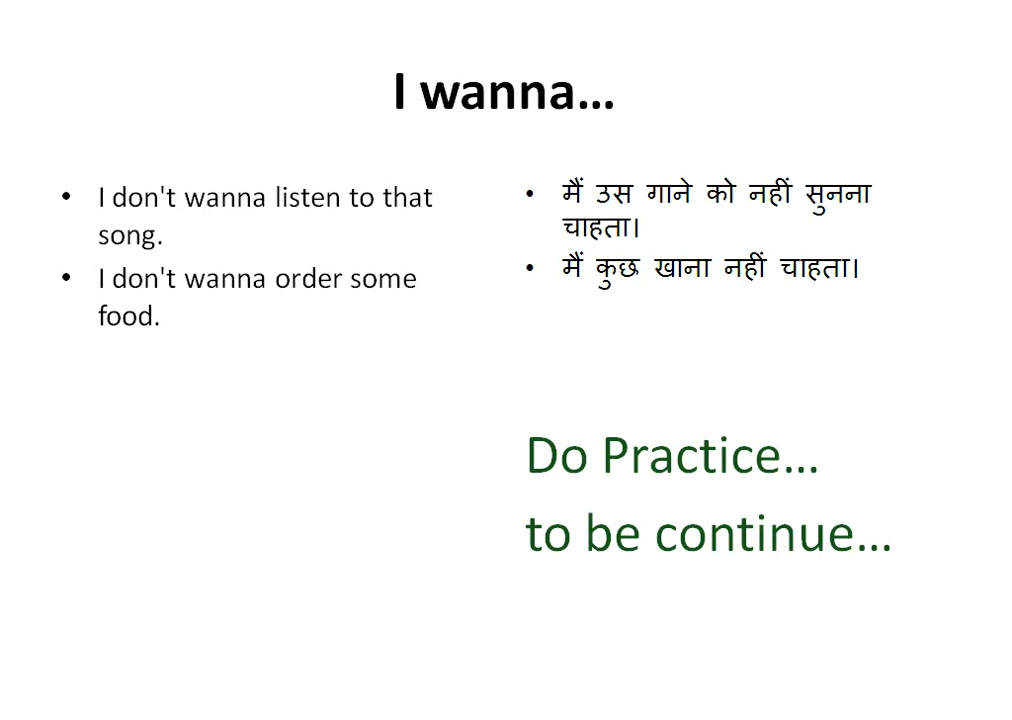 I wanna...
• I don't wanna listen to that
song.
• I don't wanna order some
food.
• मैं उस गाने को नहीं सुनना
चाहता।
• मैं कुछ खाना नहीं चाहता।
Do Practice...
to be continue...